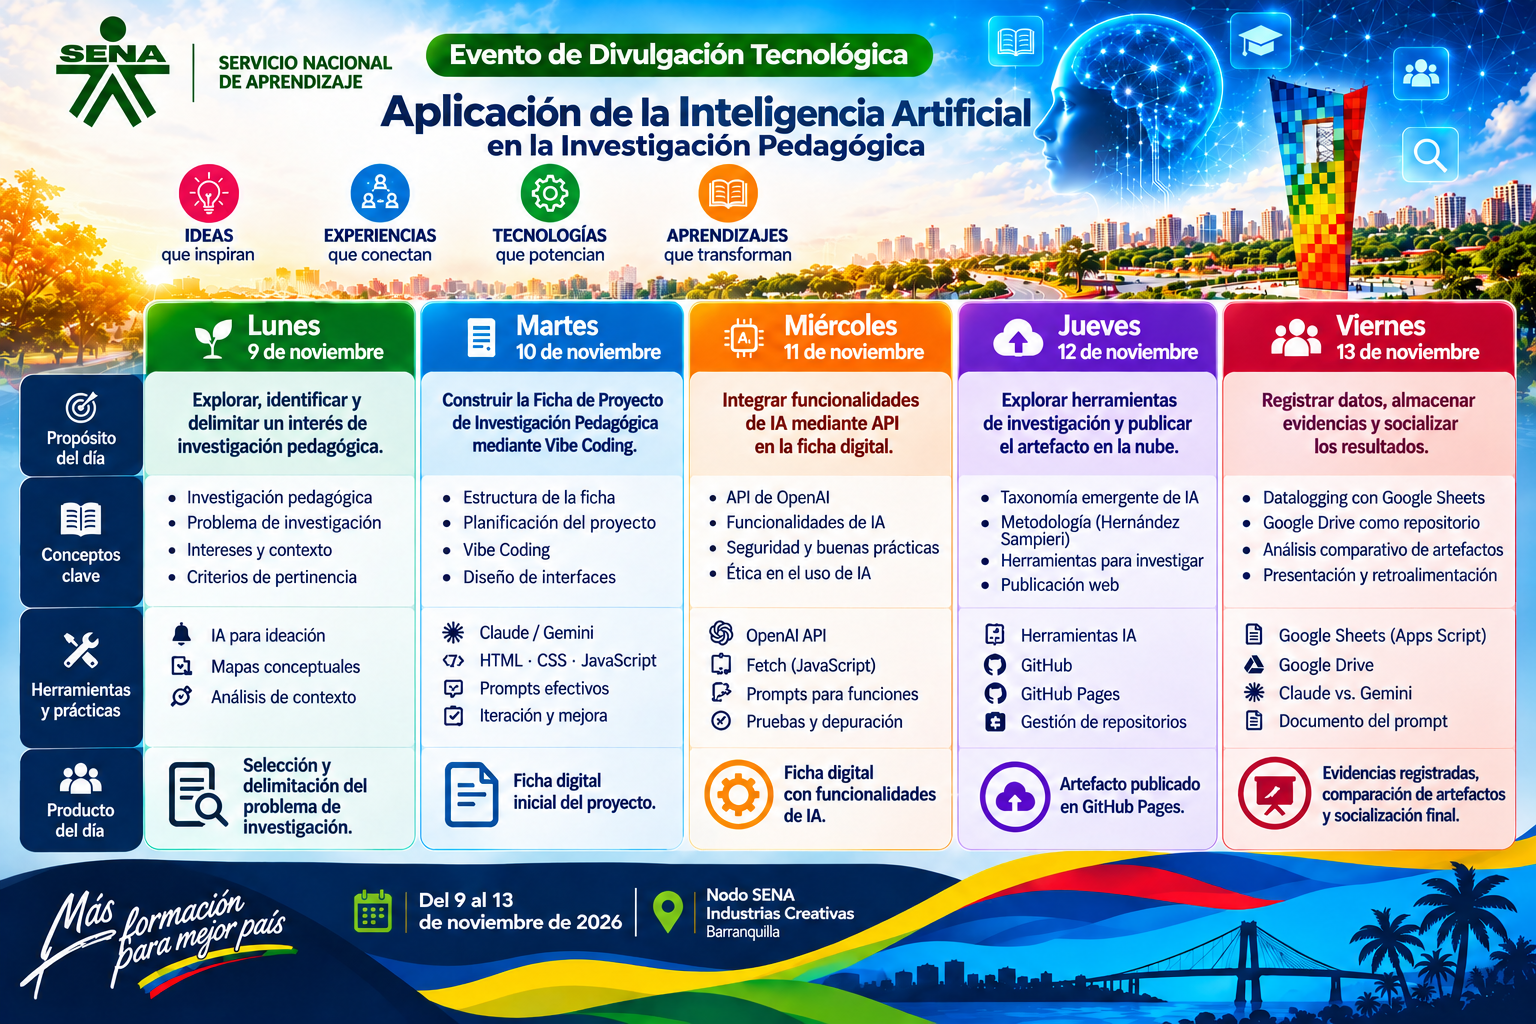 SENA
SERVICIO NACIONAL
DE APRENDIZAJE
Evento de Divulgación Tecnológica
Aplicación de la Inteligencia Artificial
en la Investigación Pedagógica
IDEAS
que inspiran
EXPERIENCIAS
que conectan
TECNOLOGÍAS
que potencian
APRENDIZAJES
que transforman
Lunes
9 de noviembre
Martes
10 de noviembre
Miércoles
11 de noviembre
Jueves
12 de noviembre
Viernes
13 de noviembre
Propósito
del día
Explorar, identificar y
delimitar un interés de
investigación pedagógica.
Construir la Ficha de Proyecto
de Investigación Pedagógica
mediante Vibe Coding.
Integrar funcionalidades
de IA mediante API
en la ficha digital.
Explorar herramientas
de investigación y publicar
el artefacto en la nube.
Registrar datos, almacenar
evidencias y socializar
los resultados.
Conceptos
clave
• Investigación pedagógica
• Problema de investigación
• Intereses y contexto
• Criterios de pertinencia
• Estructura de la ficha
• Planificación del proyecto
• Vibe Coding
• Diseño de interfaces
• API de OpenAI
• Funcionalidades de IA
• Seguridad y buenas prácticas
• Ética en el uso de IA
• Taxonomía emergente de IA
• Metodología (Hernández
Sampieri)
• Herramientas para investigar
• Publicación web
• Datalogging con Google Sheets
• Google Drive como repositorio
• Análisis comparativo de artefactos
• Presentación y retroalimentación
Herramientas
y prácticas
IA para ideación
Mapas conceptuales
Análisis de contexto
Claude / Gemini
HTML · CSS · JavaScript
Prompts efectivos
Iteración y mejora
OpenAI API
Fetch (JavaScript)
Prompts para funciones
Pruebas y depuración
Herramientas IA
GitHub
GitHub Pages
Gestión de repositorios
Google Sheets (Apps Script)
Google Drive
Claude vs. Gemini
Documento del prompt
Producto
del día
Selección y
delimitación del
problema de
investigación.
Ficha digital
inicial del proyecto.
Ficha digital
con funcionalidades
de IA.
Artefacto publicado
en GitHub Pages.
Evidencias registradas,
comparación de artefactos
y socialización final.
Más
formación
para mejor país
Del 9 al 13
de noviembre de 2026
Nodo SENA
Industrias Creativas
Barranquilla